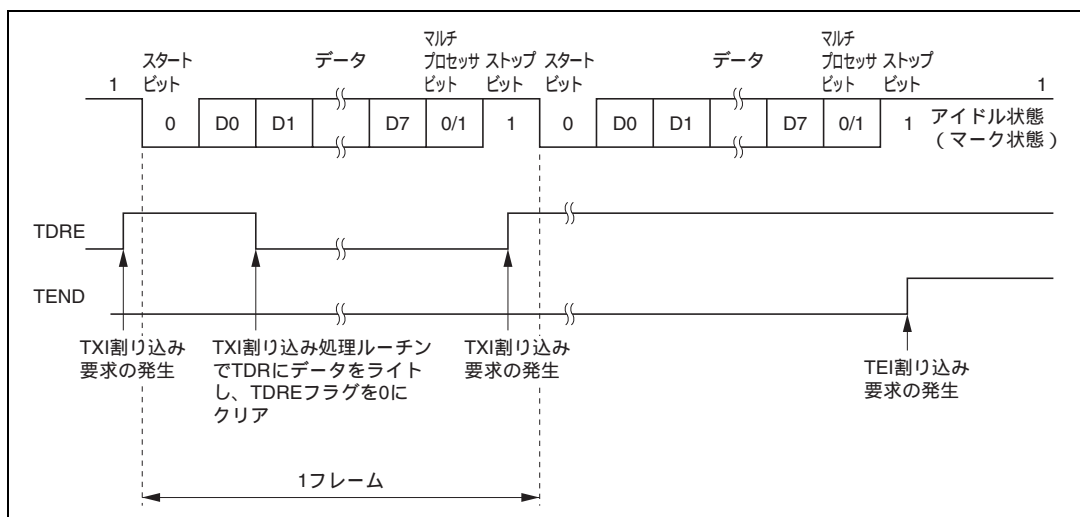 スタート
ビット
データ
マルチ
プロセッサ
ビット
ストップ
ビット
スタート
ビット
データ
マルチ
プロセッサ
ビット
ストップ
ビット
1
1
0 D0 D1 D7 0/1 1 0 D0 D1 D7 0/1 1
アイドル状態
(マーク状態)
TDRE
TEND
TXI割り込み
要求の発生
TXI割り込み処理ルーチン
でTDRにデータをライト
し、TDREフラグを0に
クリア
TXI割り込み
要求の発生
TEI割り込み
要求の発生
1フレーム